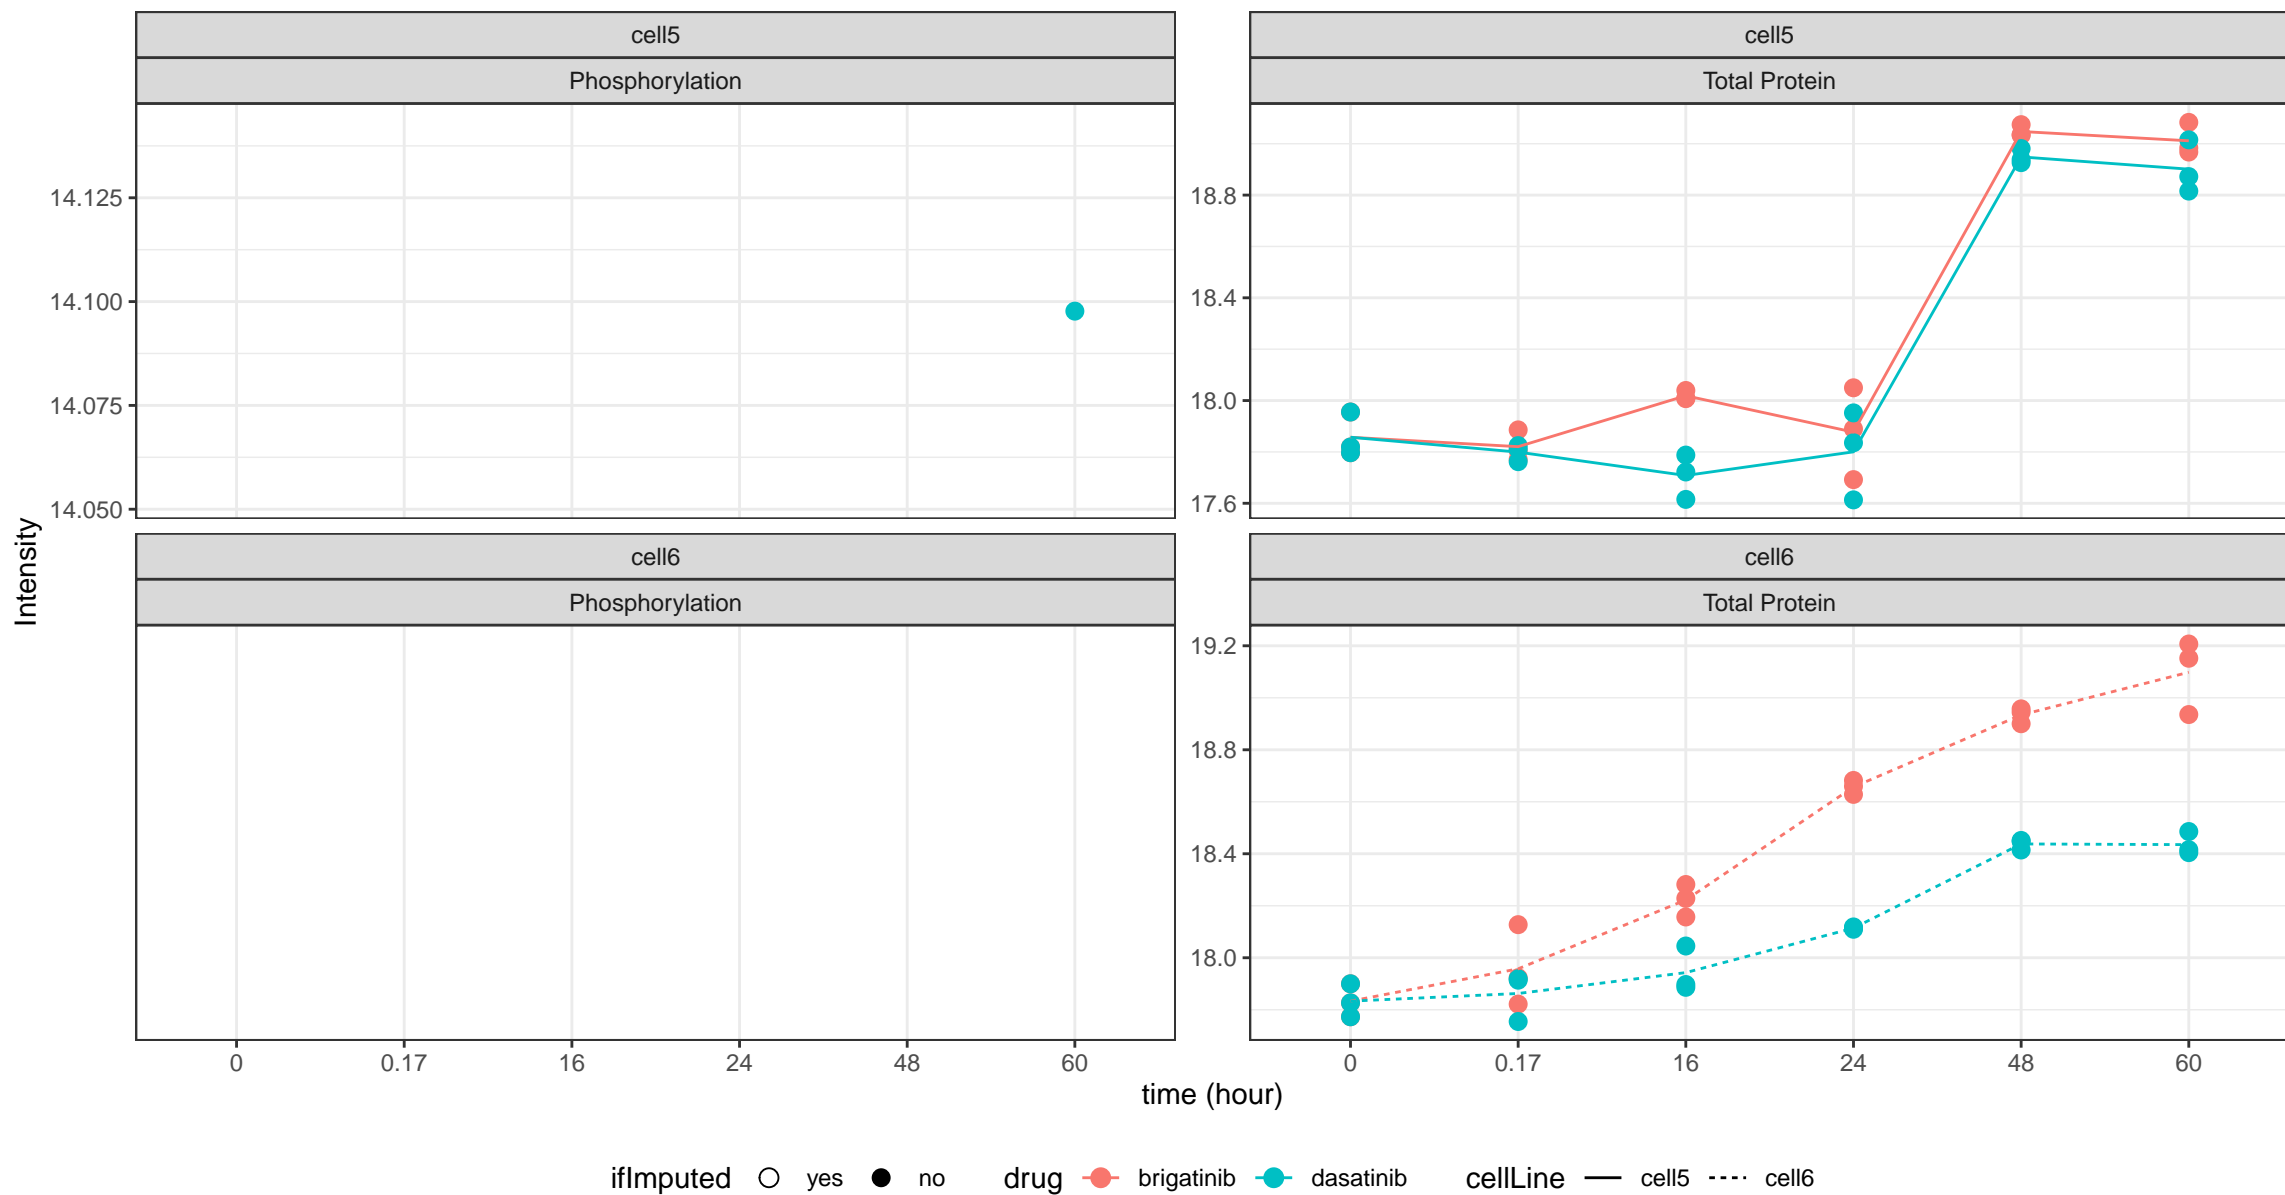 cell5
Phosphorylation
cell5
Total Protein
14.125
14.100
14.075
14.050
18.8
18.4
18.0
17.6
Intensity
cell6
Phosphorylation
cell6
Total Protein
19.2
18.8
18.4
18.0
0 0.17 16 24 48 60
0 0.17 16 24 48 60
time (hour)
ifImputed yes no drug brigatinib dasatinib cellLine cell5 cell6